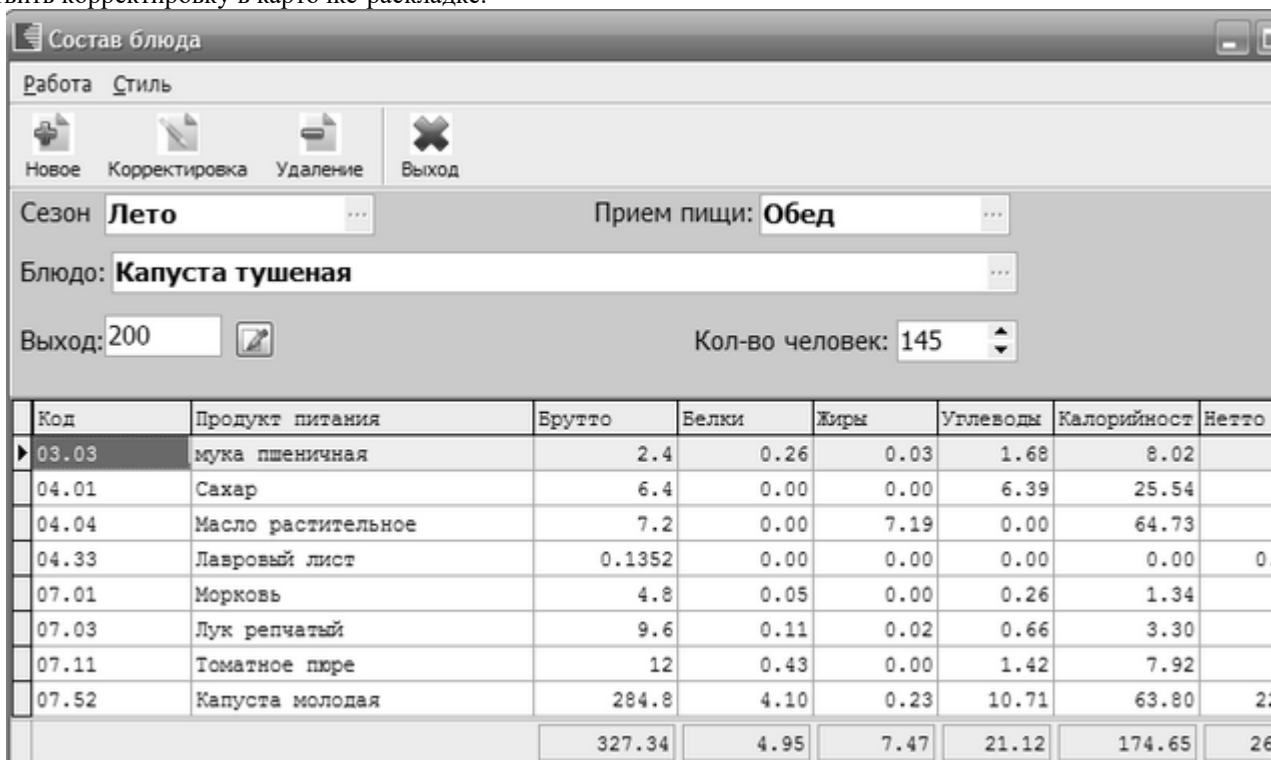 корректировку в карточке-раскладке.
Состав блюда
Работа Стиль
Новое Корректировка Удаление Выход
Сезон Лето ... Прием пищи: Обед ...
Блюдо: Капуста тушеная ...
Выход: 200 Кол-во человек: 145
Код Продукт питания Брутто Белки Жиры Углеводы Калорийност Нетто
03.03 мука пшеничная 2.4 0.26 0.03 1.68 8.02
04.01 Сахар 6.4 0.00 0.00 6.39 25.54
04.04 Масло растительное 7.2 0.00 7.19 0.00 64.73
04.33 Лавровый лист 0.1352 0.00 0.00 0.00 0.00 0.
07.01 Морковь 4.8 0.05 0.00 0.26 1.34
07.03 Лук репчатый 9.6 0.11 0.02 0.66 3.30
07.11 Томатное пюре 12 0.43 0.00 1.42 7.92
07.52 Капуста молодая 284.8 4.10 0.23 10.71 63.80
327.34 4.95 7.47 21.12 174.65 26